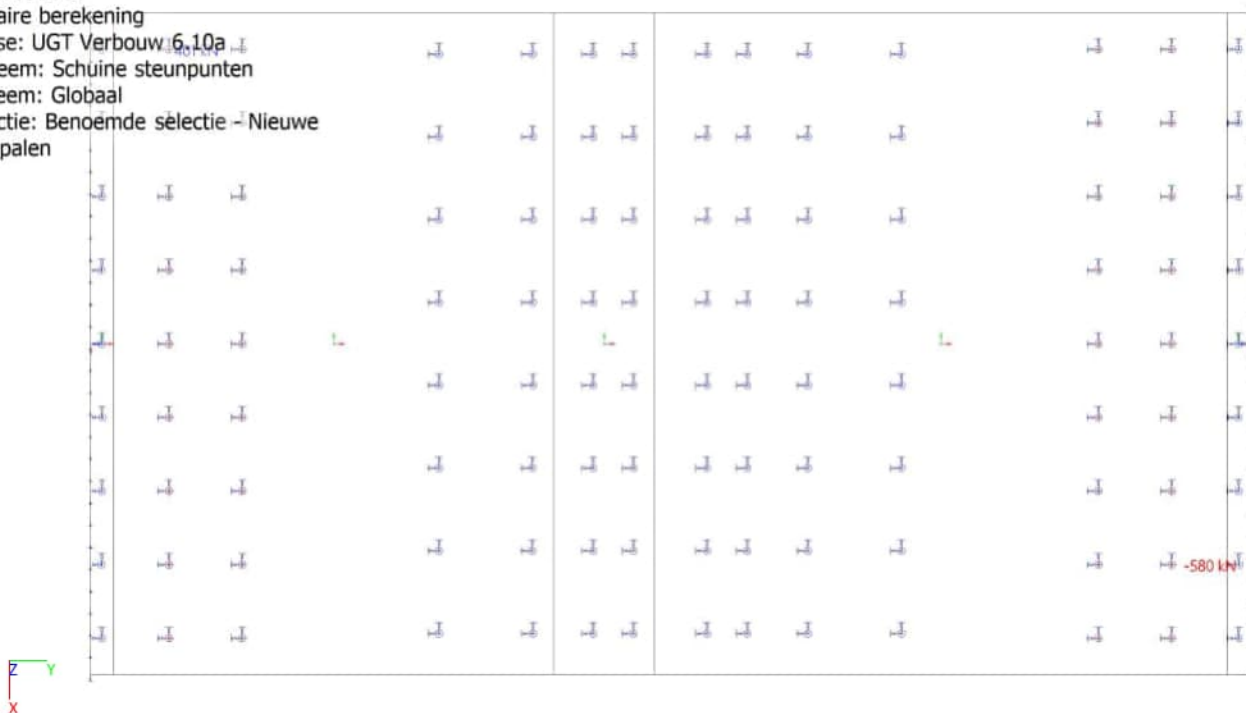 aire berekening
se: UGT Verbouw 6.10a
eem: Schuine steunpunten
eem: Globaal
ctie: Benoemde selectie - Nieuwe
palen
-580 kN
Z
Y
X